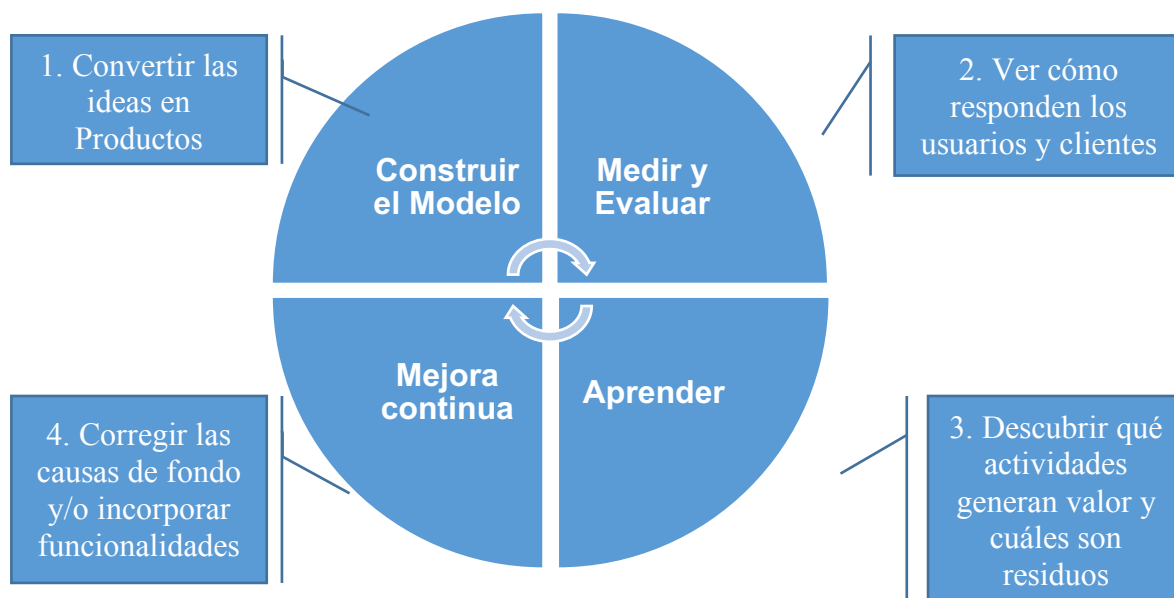 1. Convertir las
ideas en
Productos
Construir
el Modelo
Medir y
Evaluar
2. Ver cómo
responden los
usuarios y clientes
4. Corregir las
causas de fondo
y/o incorporar
funcionalidades
Mejora
continua
Aprender
3. Descubrir qué
actividades
generan valor y
cuáles son
residuos